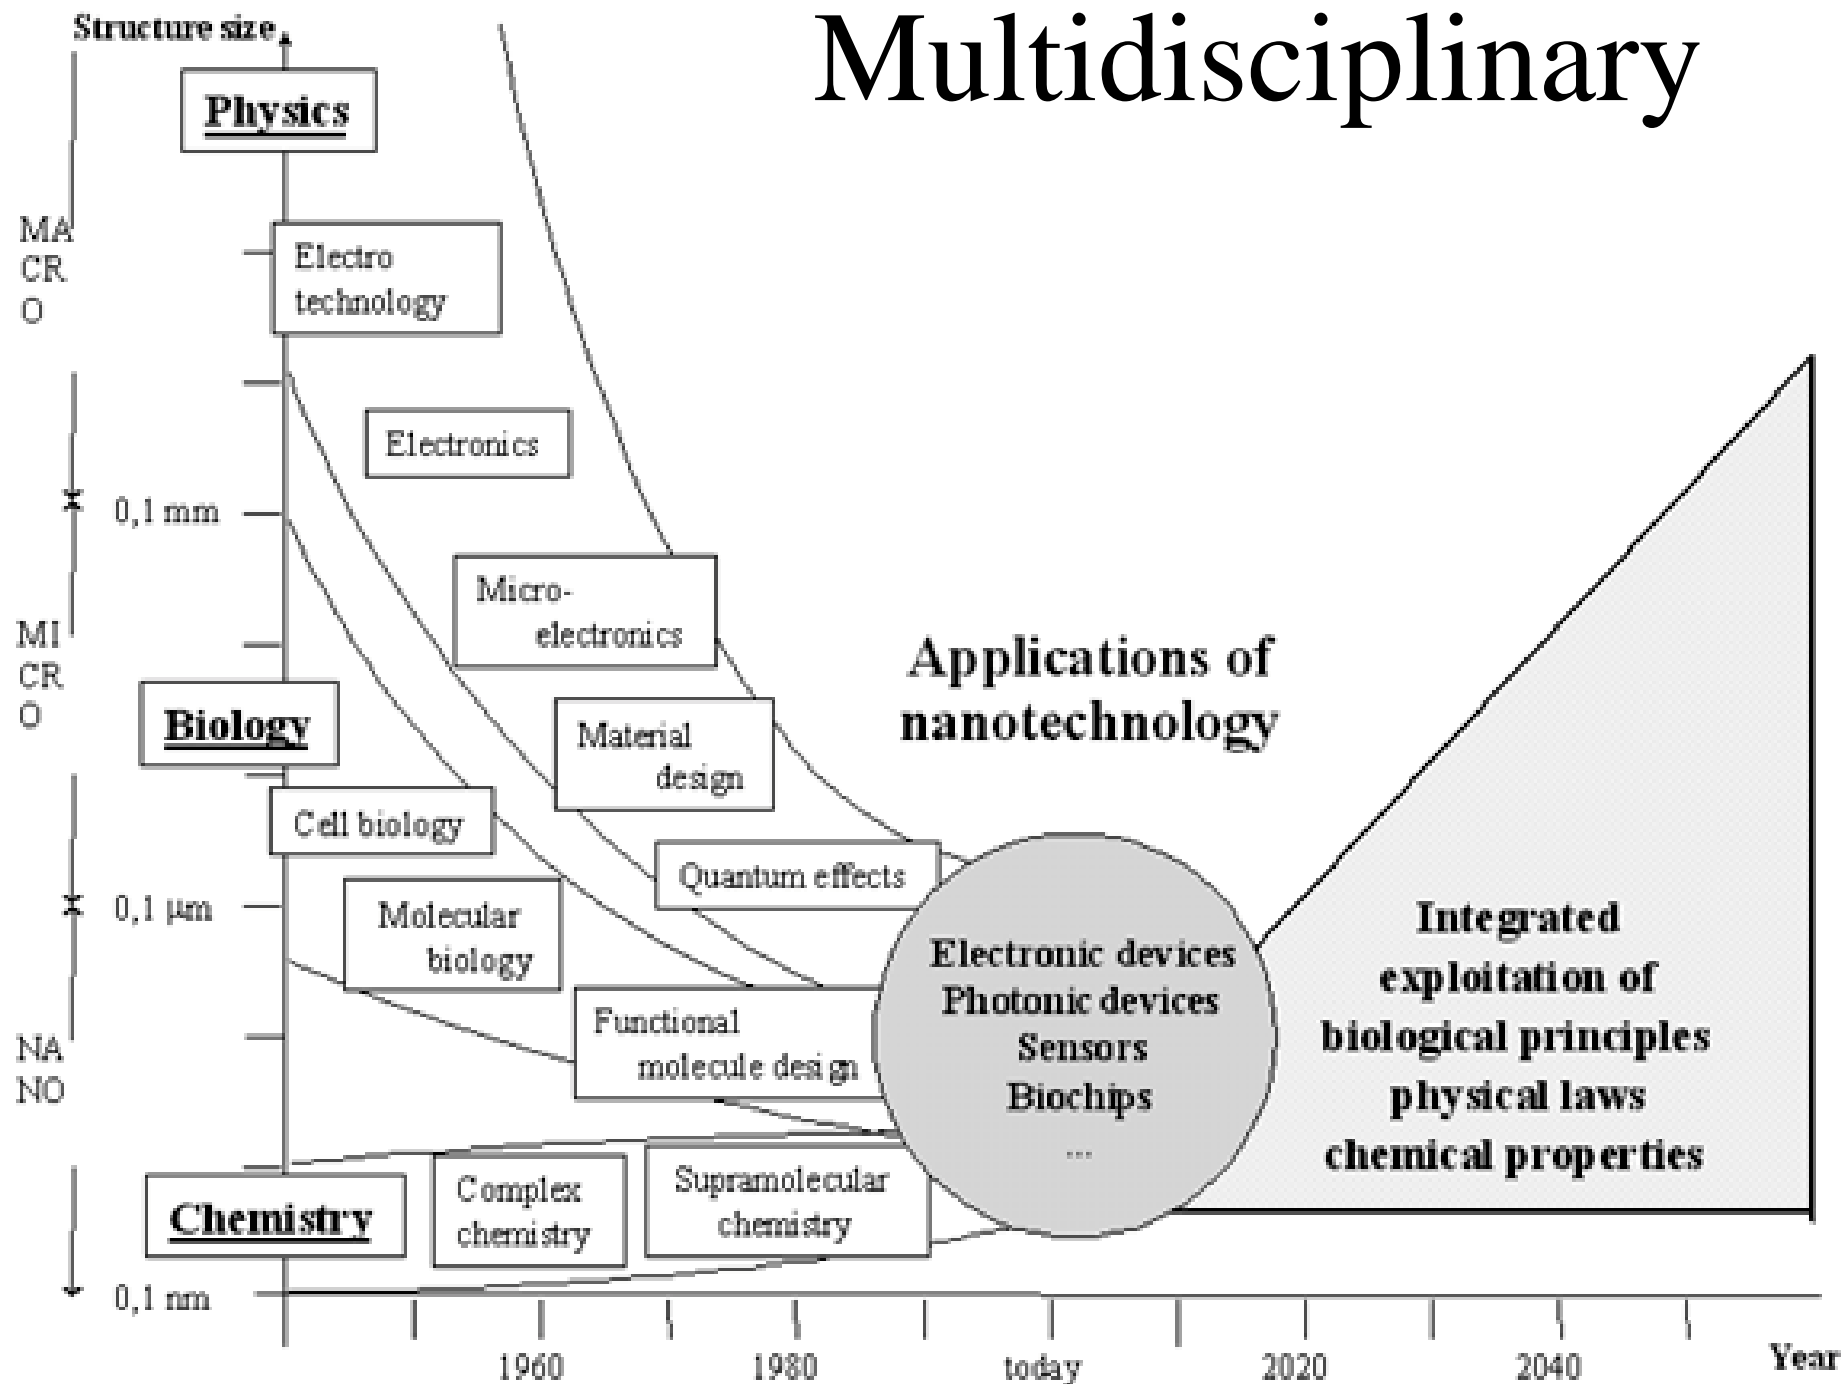 Multidisciplinary
Structure size
Physics
MA
CR
O
Electro
technology
Electronics
0,1 mm
Micro-
electronics
MI
CR
O
Applications of
nanotechnology
Biology
Material
design
Cell biology
Quantum effects
0,1 µm
Molecular
biology
Electronic devices
Photonic devices
Sensors
Biochips
...
Integrated
exploitation of
biological principles
physical laws
chemical properties
Functional
molecule design
NA
NO
Chemistry
Complex
chemistry
Supramolecular
chemistry
0,1 nm
1960
1980
today
2020
2040
Year